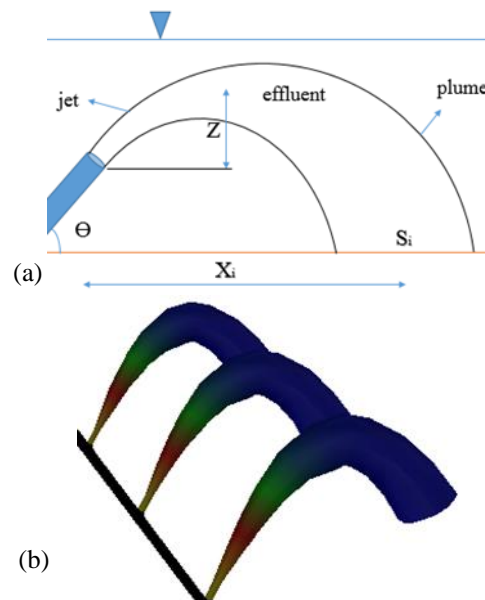 jet
effluent
plume
Z
Θ
Sᵢ
(a)
Xᵢ
(b)